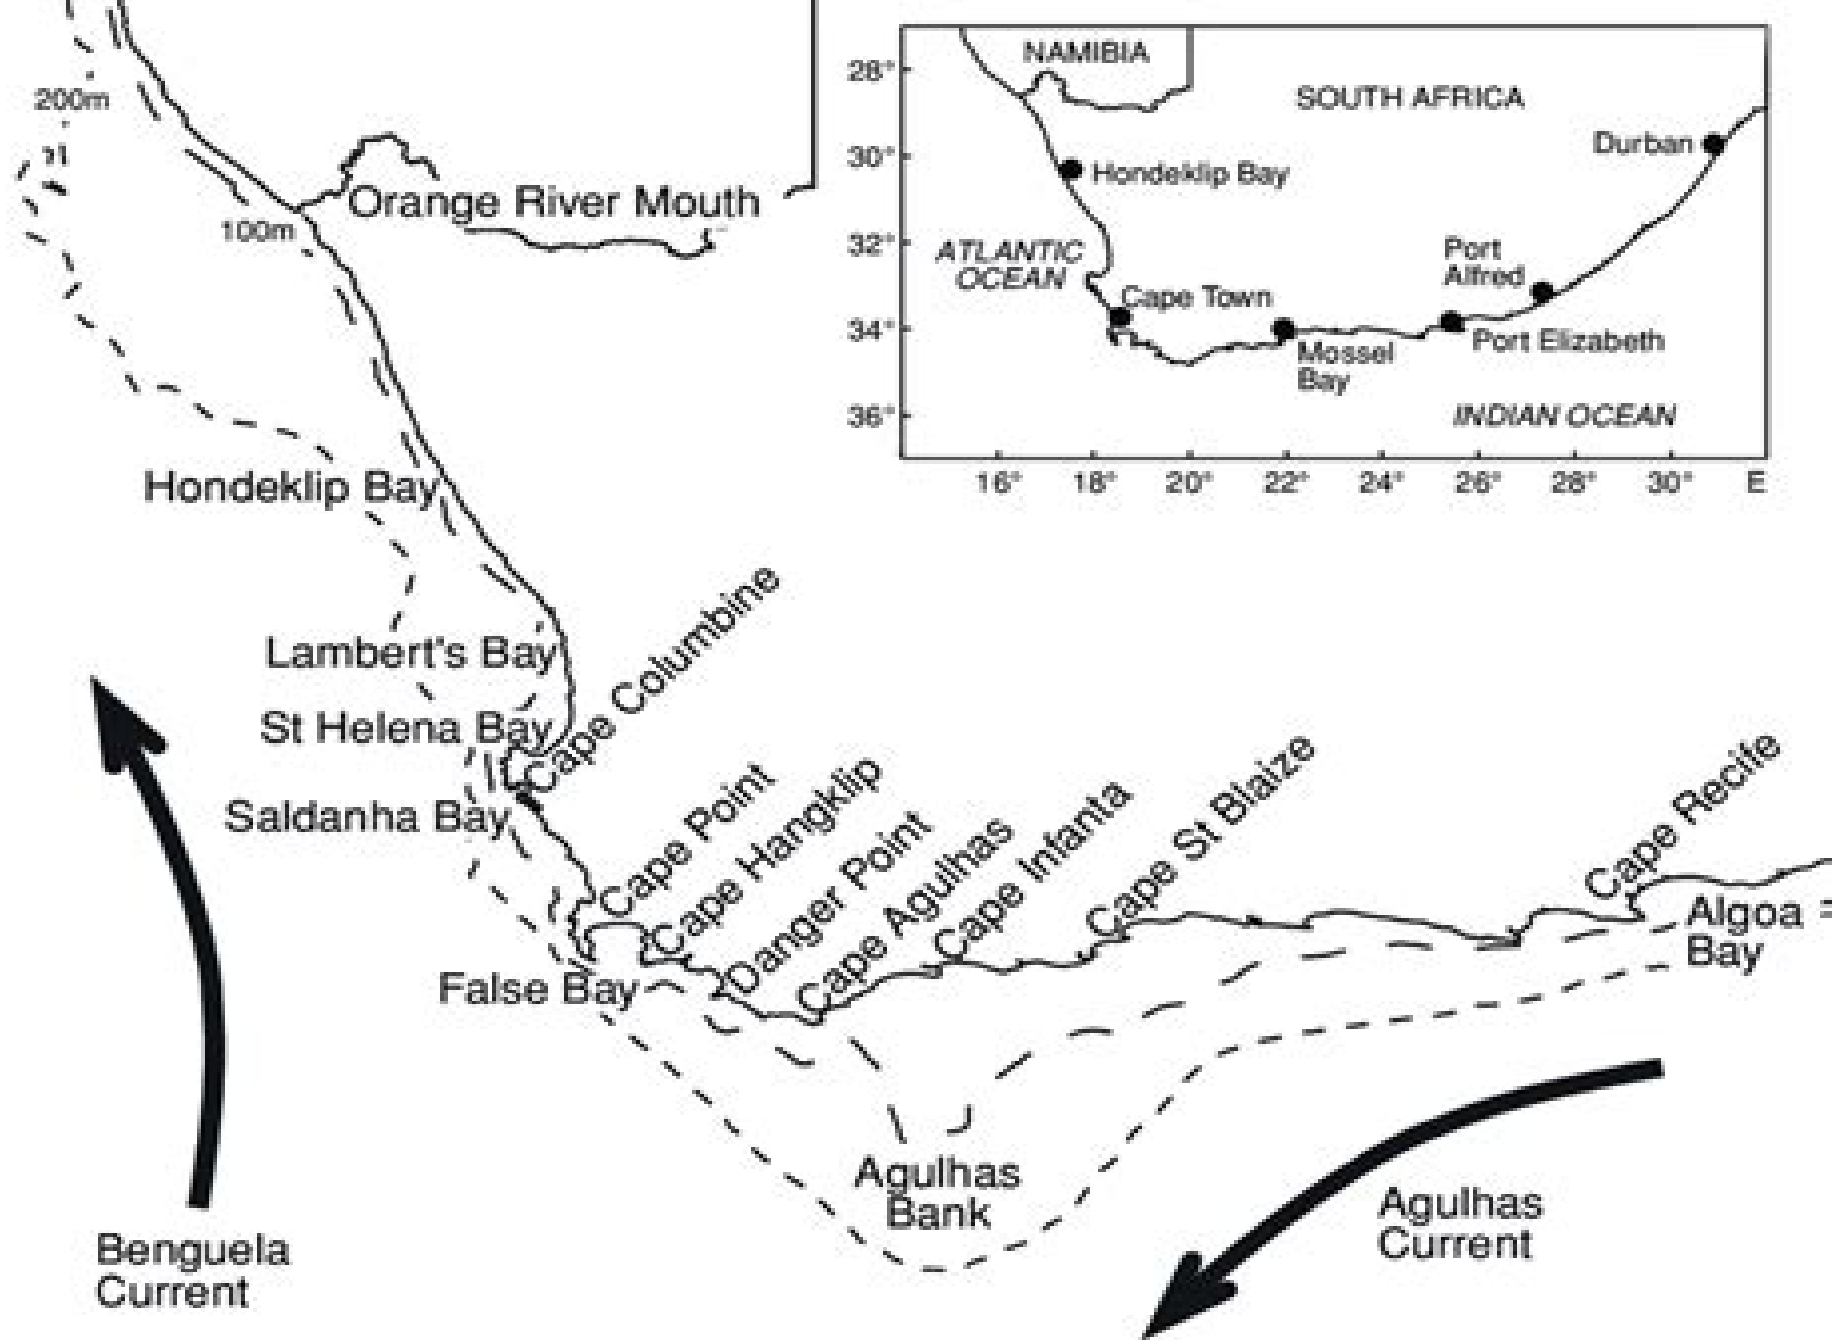 200m
100m
Orange River Mouth
Hondeklip Bay
Lambert's Bay
St Helena Bay
Saldanha Bay
False Bay
Cape Columbine
Cape Point
Cape Hangklip
Danger Point
Cape Agulhas
Cape Infanta
Cape St Blaize
Cape Recife
Algoa
Bay
Agulhas
Bank
Benguela
Current
Agulhas
Current
NAMIBIA
SOUTH AFRICA
Durban
Hondeklip Bay
ATLANTIC
OCEAN
Cape Town
Port
Alfred
Mossel
Bay
Port Elizabeth
INDIAN OCEAN
28°
30°
32°
34°
36°
16° 18° 20° 22° 24° 26° 28° 30° E